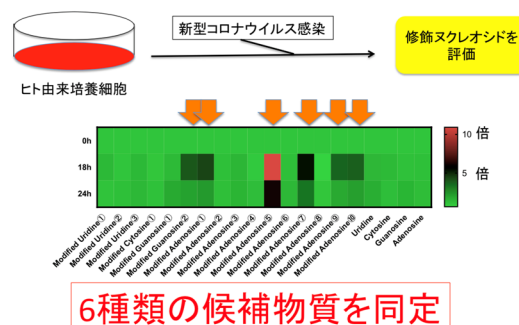 新型コロナウイルス感染
修飾ヌクレオシドを
評価
ヒト由来培養細胞
0h
18h
24h
10 倍
5 倍
Modified Uridine①
Modified Uridine②
Modified Uridine③
Modified Cytosine①
Modified Guanosine①
Modified Guanosine②
Modified Adenosine①
Modified Adenosine②
Modified Adenosine③
Modified Adenosine④
Modified Adenosine⑤
Modified Adenosine⑥
Modified Adenosine⑦
Modified Adenosine⑧
Modified Adenosine⑨
Modified Adenosine⑩
Uridine
Cytosine
Guanosine
Adenosine
6種類の候補物質を同定